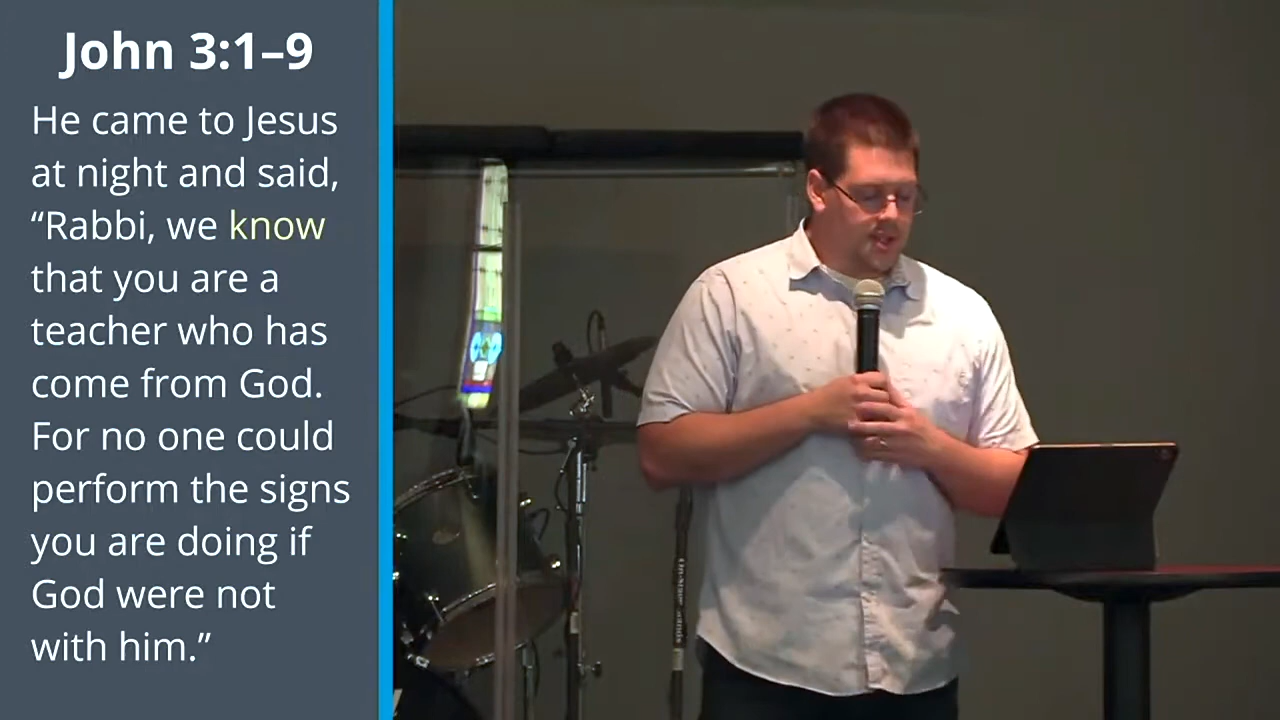 John 3:1–9
He came to Jesus
at night and said,
“Rabbi, we know
that you are a
teacher who has
come from God.
For no one could
perform the signs
you are doing if
God were not
with him.”